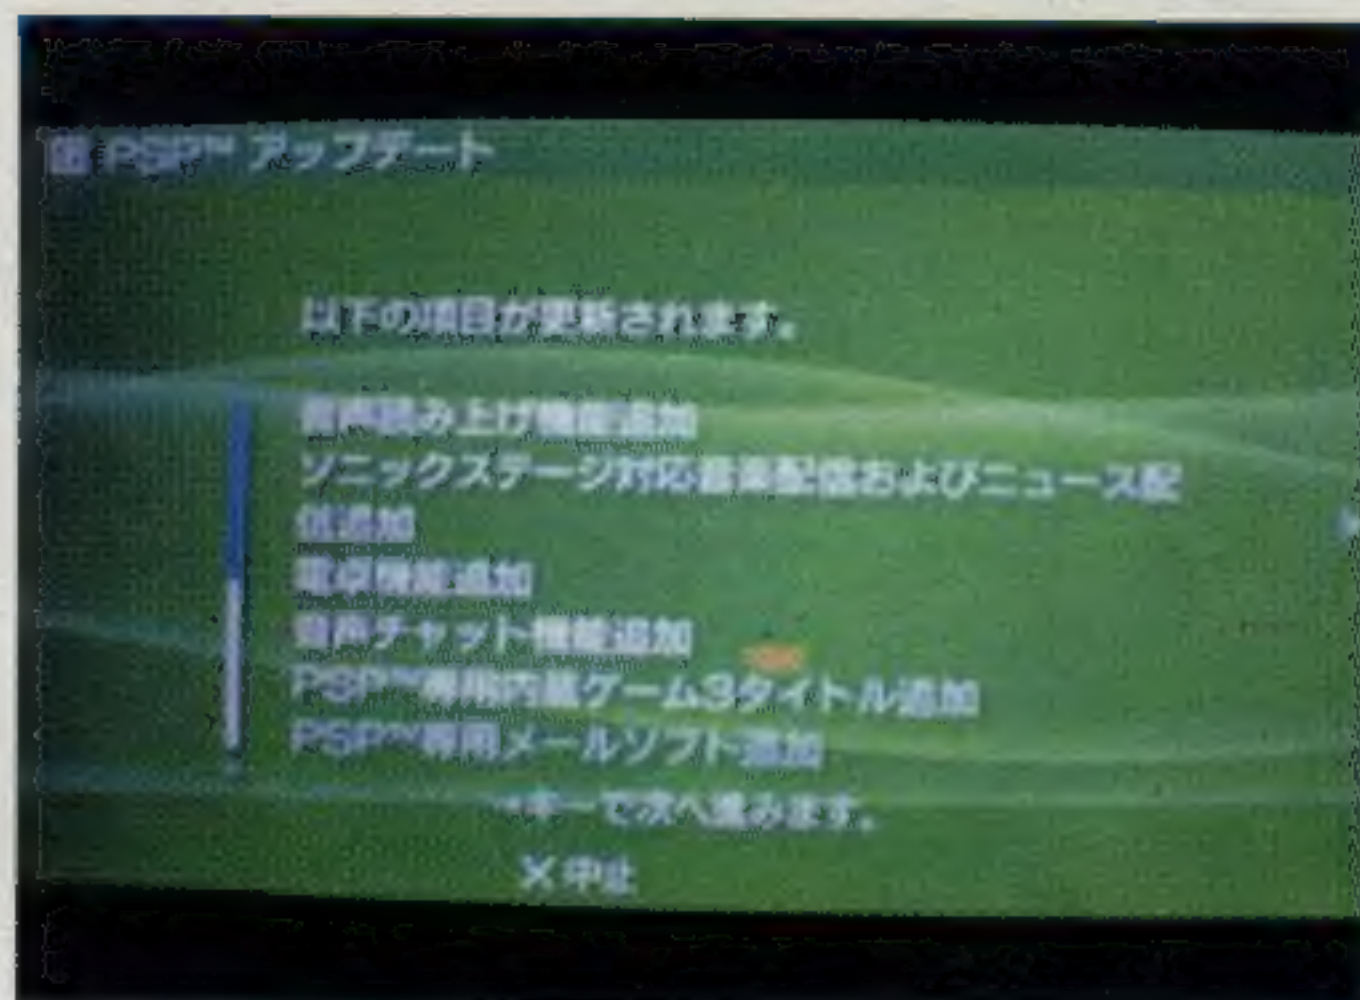 PSP™ アップデート
以下の項目が更新されます。
音声読み上げ機能追加
ソニックステージ対応音楽配信およびニュース配
信追加
電卓機能追加
音声チャット機能追加
PSP™専用内蔵ゲーム3タイトル追加
PSP™専用メールソフト追加
→キーで次へ進みます。
✕ 中止